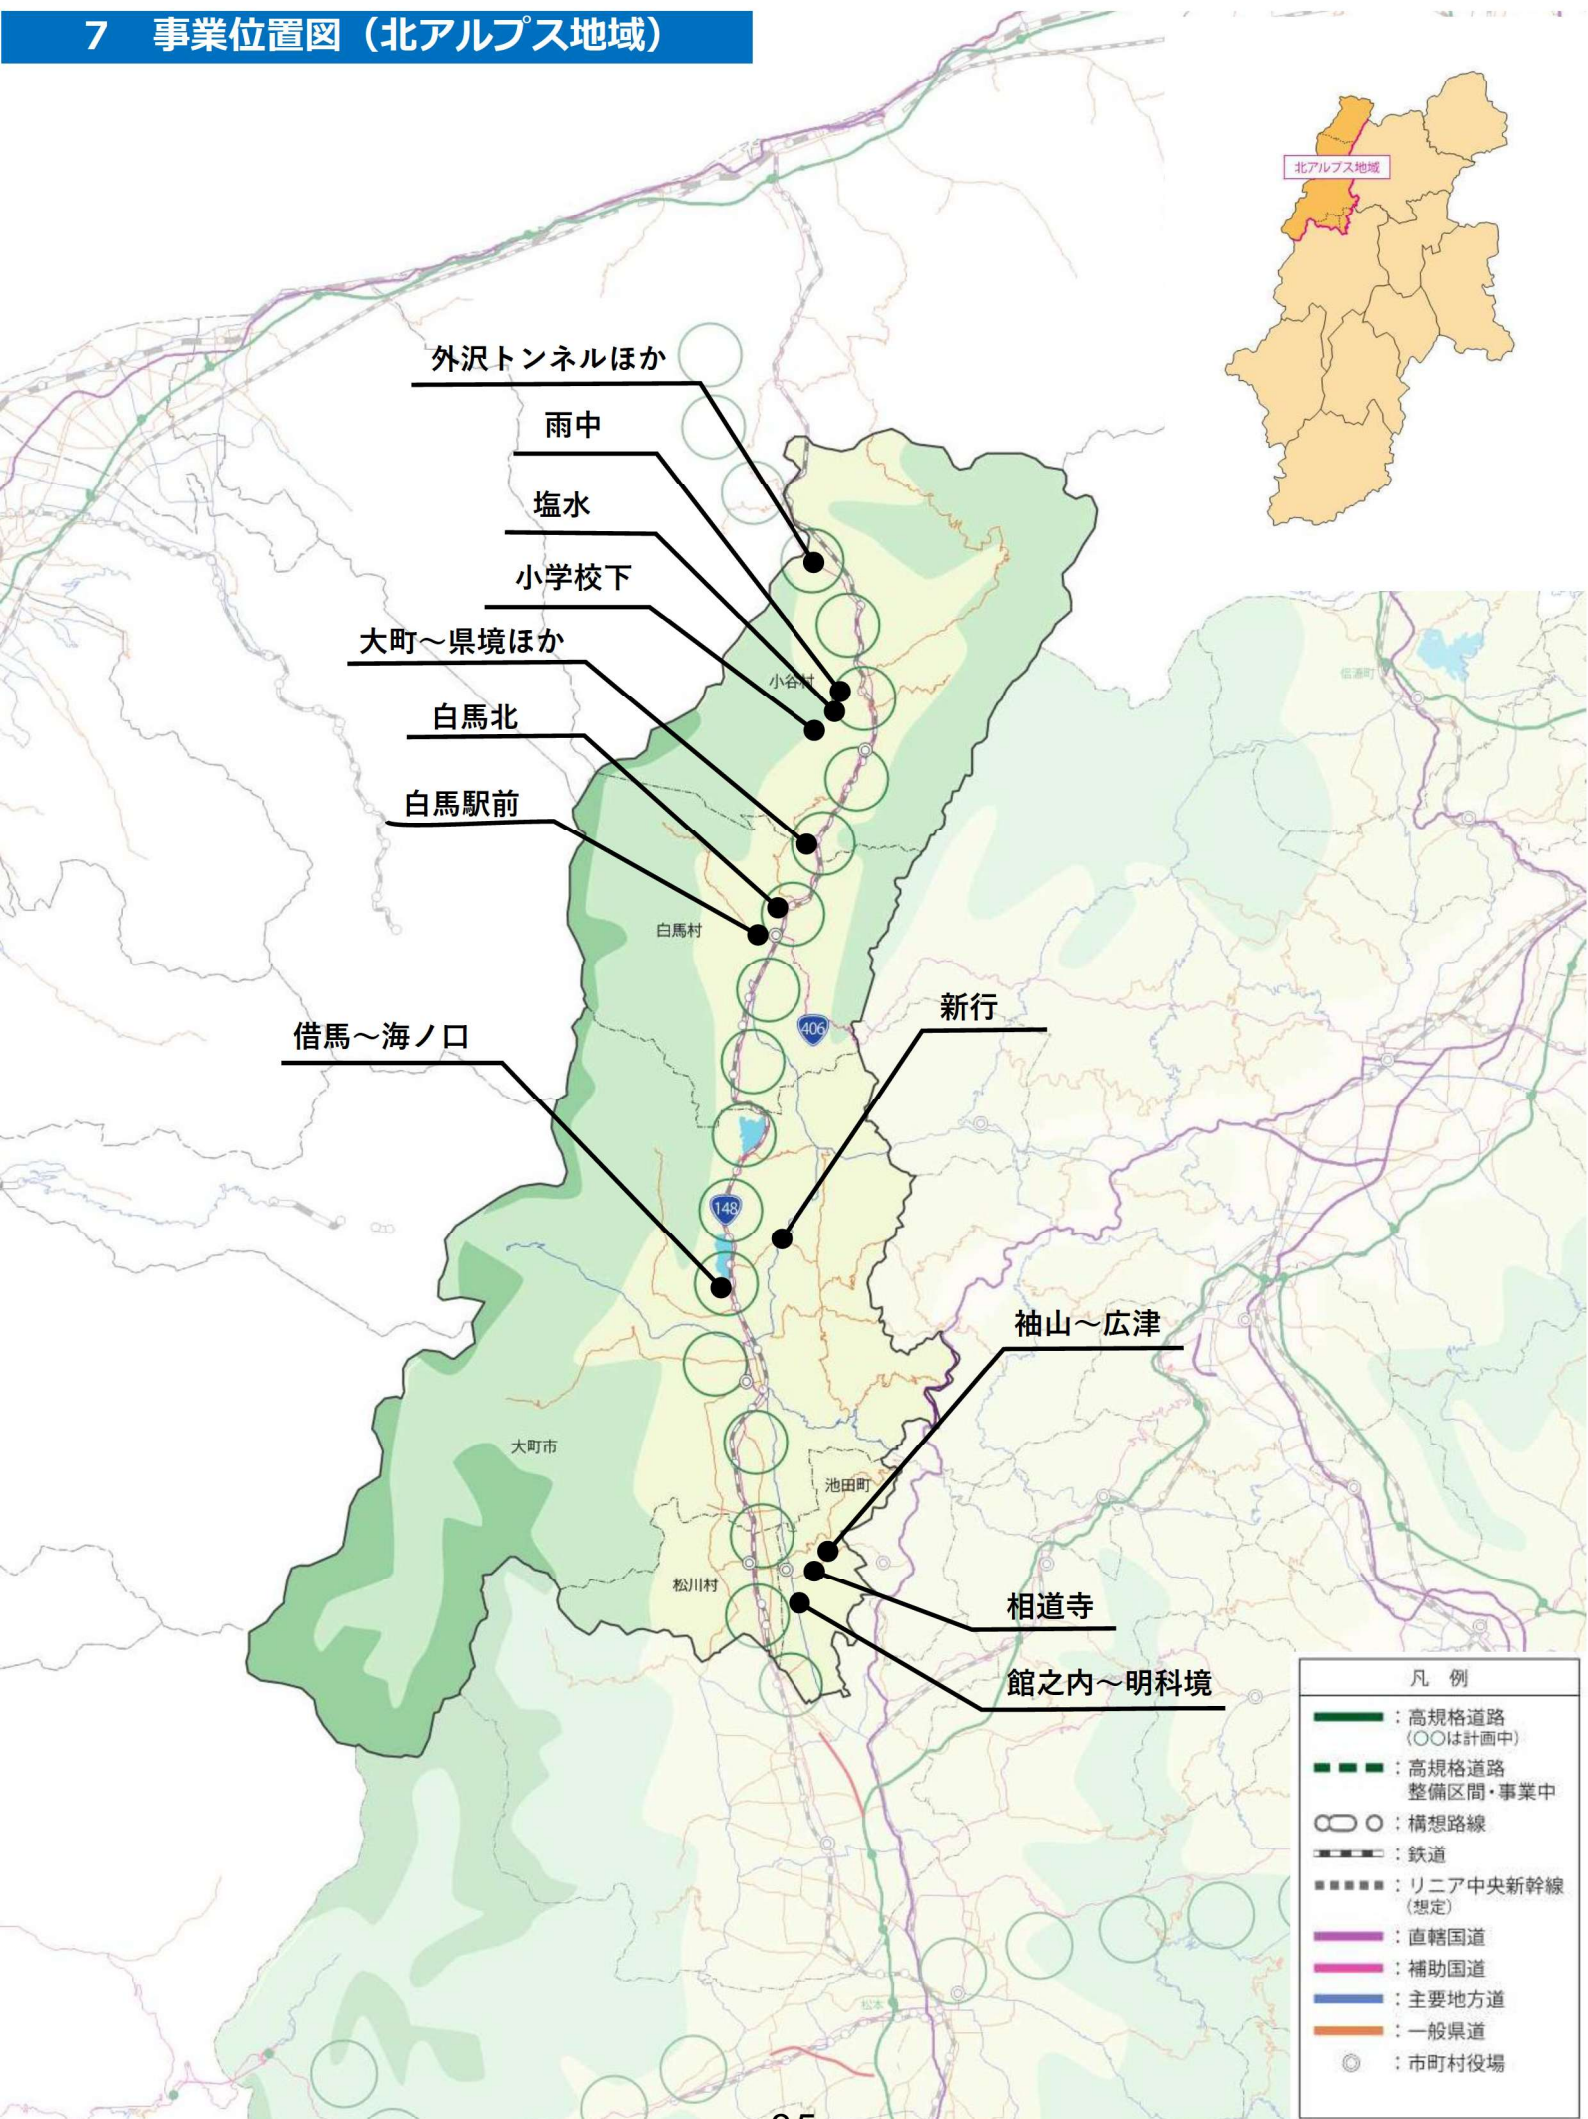 7 事業位置図（北アルプス地域）
北アルプス地域
外沢トンネルほか
雨中
塩水
小学校下
小谷村
大町～県境ほか
信濃町
白馬北
白馬駅前
白馬村
406
新行
借馬～海ノ口
148
袖山～広津
大町市
池田町
松川村
相道寺
館之内～明科境
松本
凡 例
：高規格道路
（○○は計画中）
：高規格道路
整備区間・事業中
：構想路線
：鉄道
：リニア中央新幹線
（想定）
：直轄国道
：補助国道
：主要地方道
：一般県道
：市町村役場